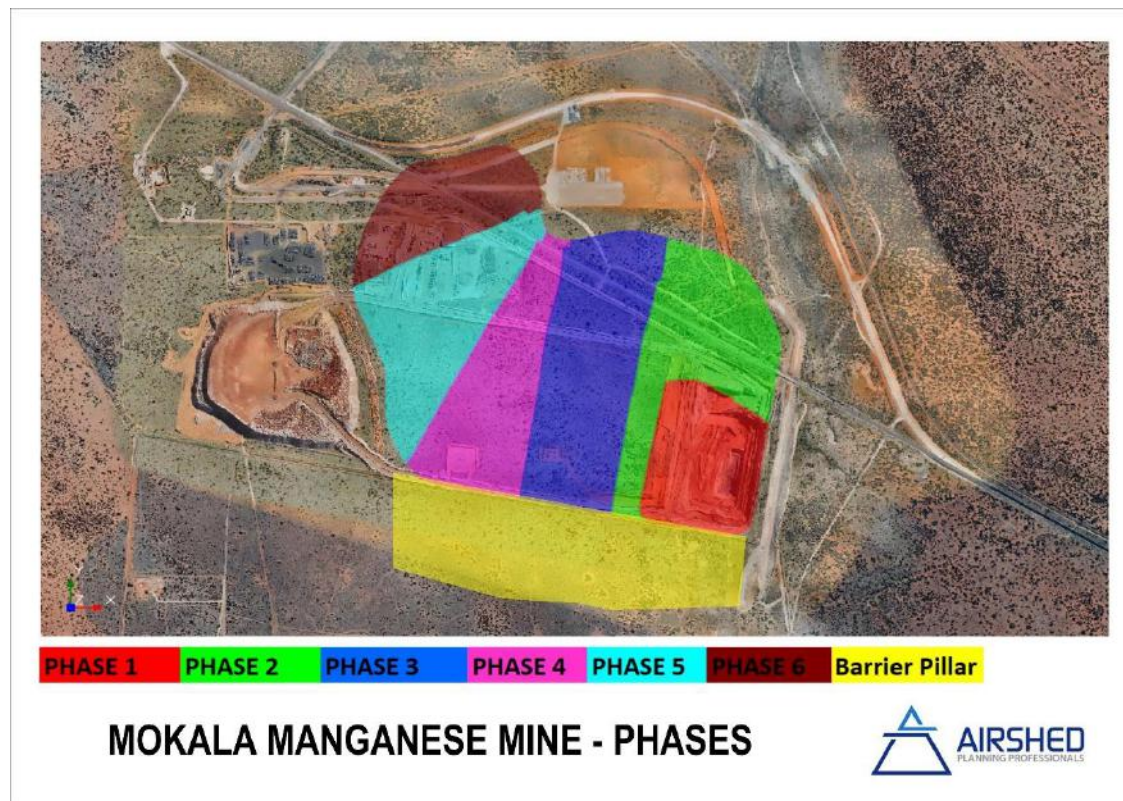 PHASE 1 PHASE 2 PHASE 3 PHASE 4 PHASE 5 PHASE 6 Barrier Pillar
MOKALA MANGANESE MINE - PHASES
AIRSHED
PLANNING PROFESSIONALS